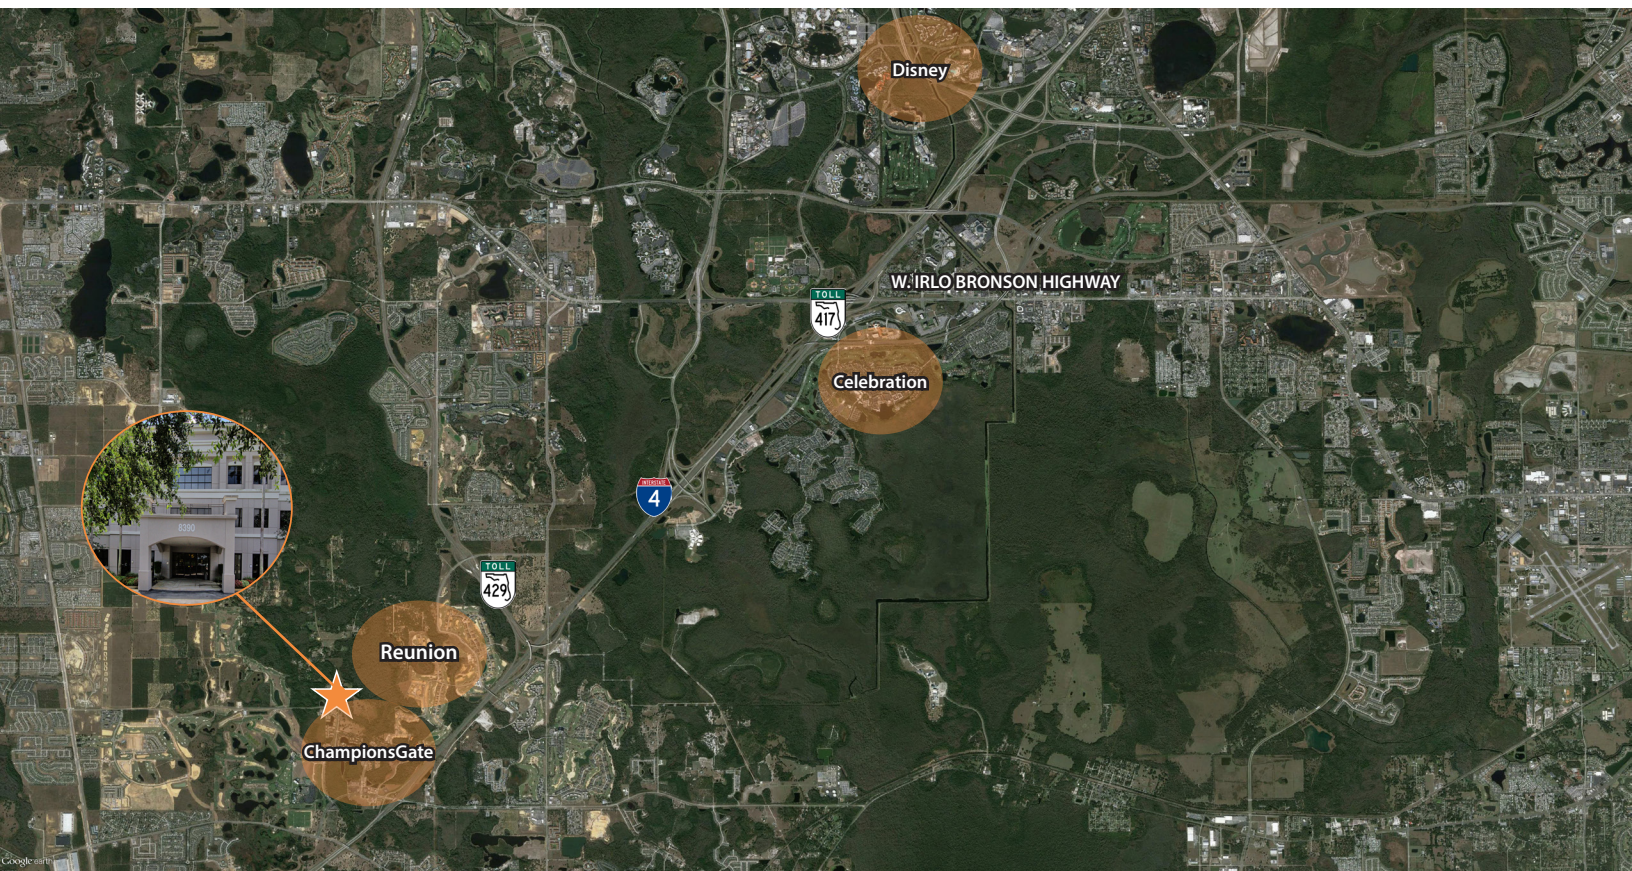 Disney
W. IRLO BRONSON HIGHWAY
TOLL
417
Celebration
INTERSTATE
4
8390
TOLL
429
Reunion
ChampionsGate
Google earth